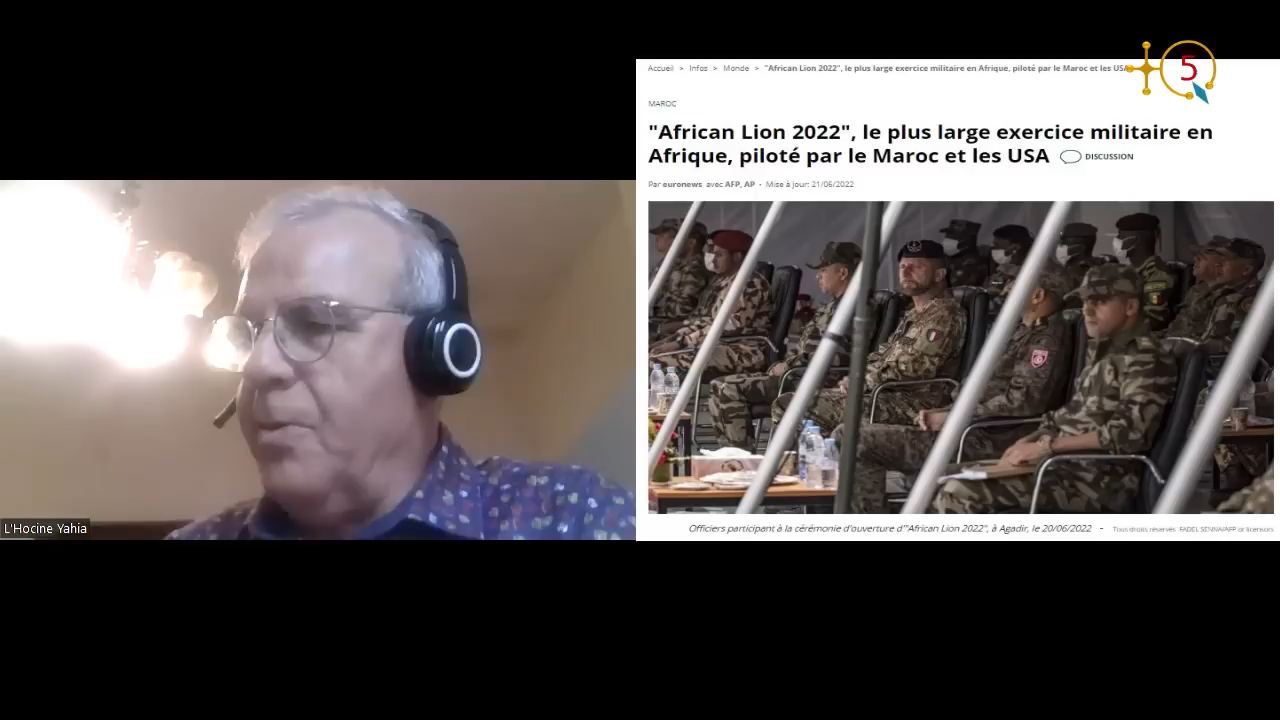 Accueil > Infos > Monde > "African Lion 2022", le plus large exercice militaire en Afrique, piloté par le Maroc et les USA
5
MAROC
"African Lion 2022", le plus large exercice militaire en
Afrique, piloté par le Maroc et les USA DISCUSSION
Par euronews avec AFP, AP • Mise à jour: 21/06/2022
L'Hocine Yahia
Officiers participant à la cérémonie d'ouverture d'"African Lion 2022", à Agadir, le 20/06/2022 - Tous droits réservés FADEL SENNA/AFP or licensors